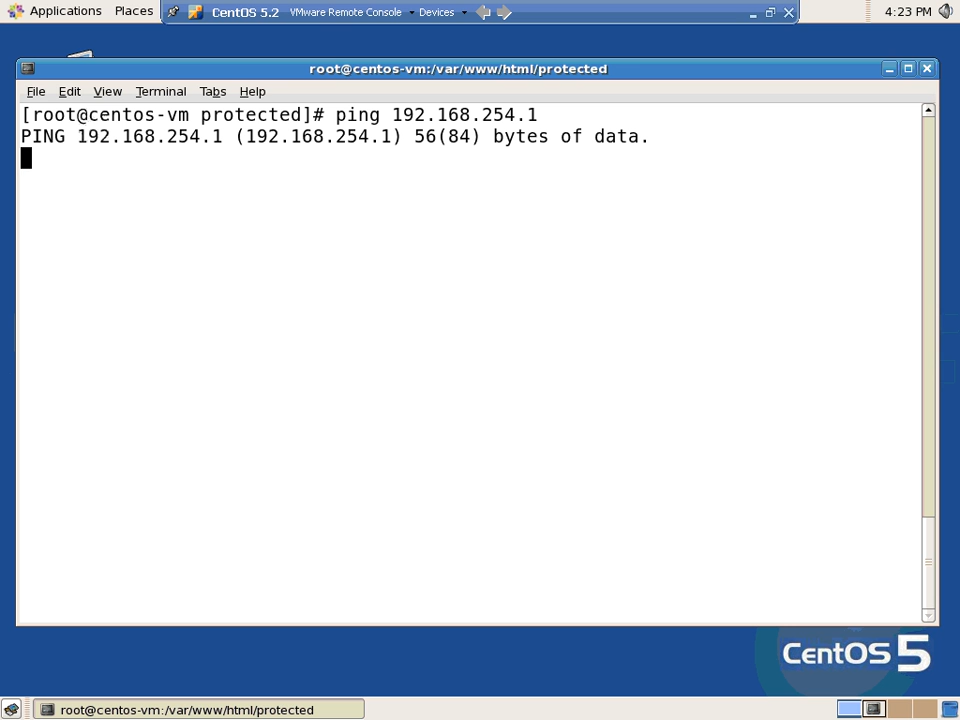 Applications Places CentOS 5.2 VMware Remote Console Devices 4:23 PM
root@centos-vm:/var/www/html/protected
File Edit View Terminal Tabs Help
[root@centos-vm protected]# ping 192.168.254.1
PING 192.168.254.1 (192.168.254.1) 56(84) bytes of data.
CentOS 5
root@centos-vm:/var/www/html/protected